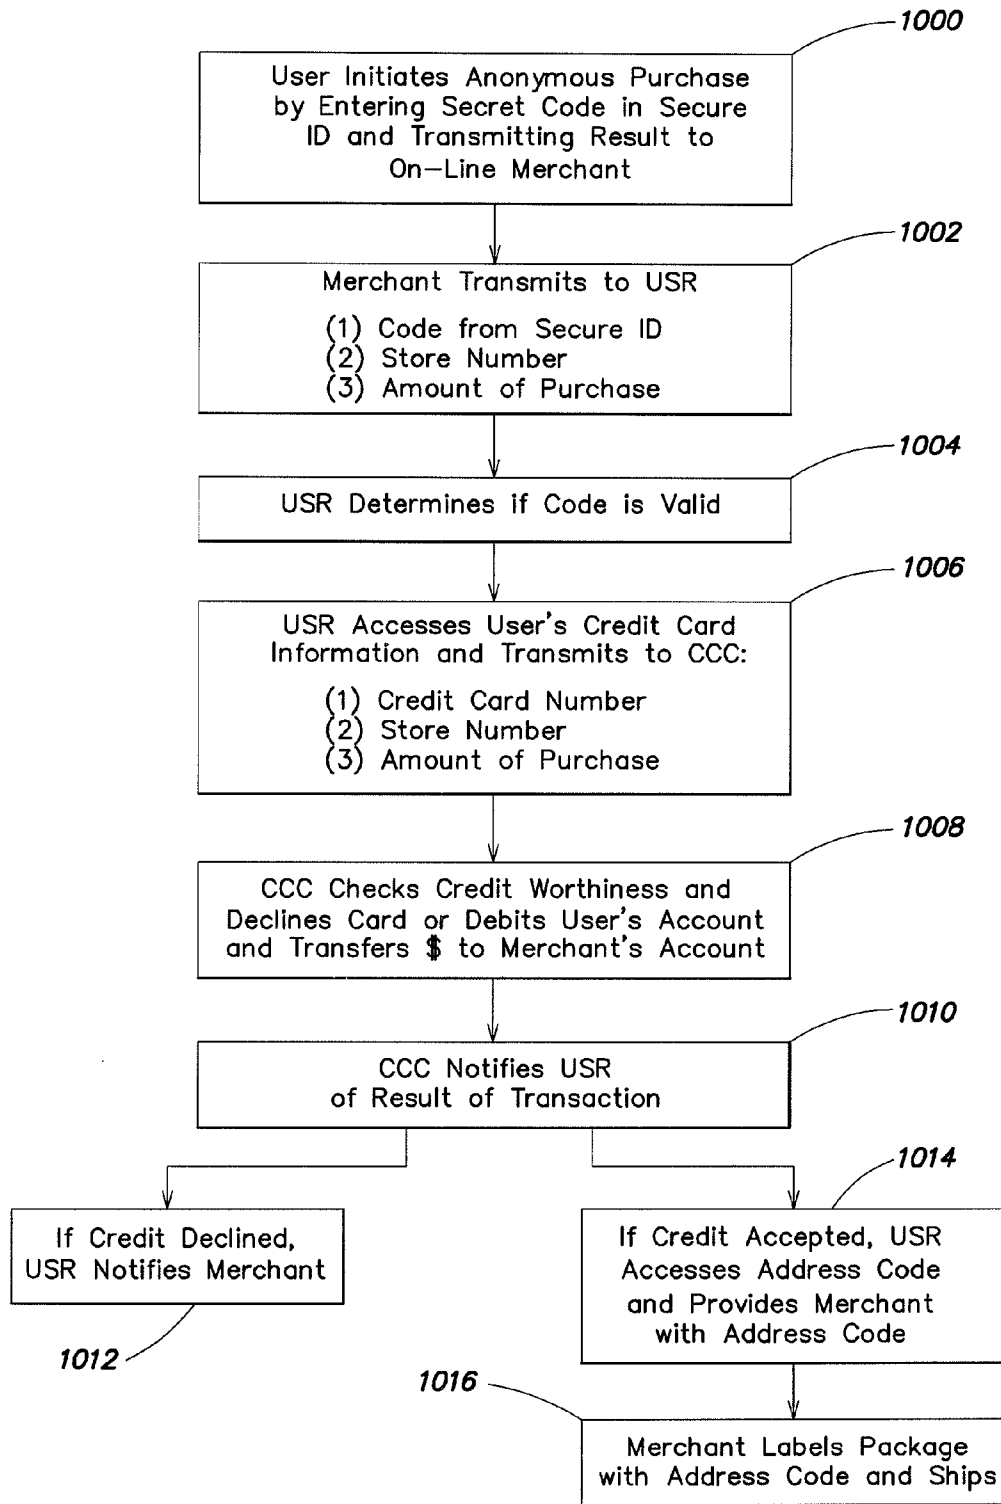 1000
User Initiates Anonymous Purchase
by Entering Secret Code in Secure
ID and Transmitting Result to
On-Line Merchant
1002
Merchant Transmits to USR
(1) Code from Secure ID
(2) Store Number
(3) Amount of Purchase
1004
USR Determines if Code is Valid
1006
USR Accesses User's Credit Card
Information and Transmits to CCC:
(1) Credit Card Number
(2) Store Number
(3) Amount of Purchase
1008
CCC Checks Credit Worthiness and
Declines Card or Debits User's Account
and Transfers $ to Merchant's Account
1010
CCC Notifies USR
of Result of Transaction
1014
If Credit Declined,
USR Notifies Merchant
1012
If Credit Accepted, USR
Accesses Address Code
and Provides Merchant
with Address Code
1016
Merchant Labels Package
with Address Code and Ships